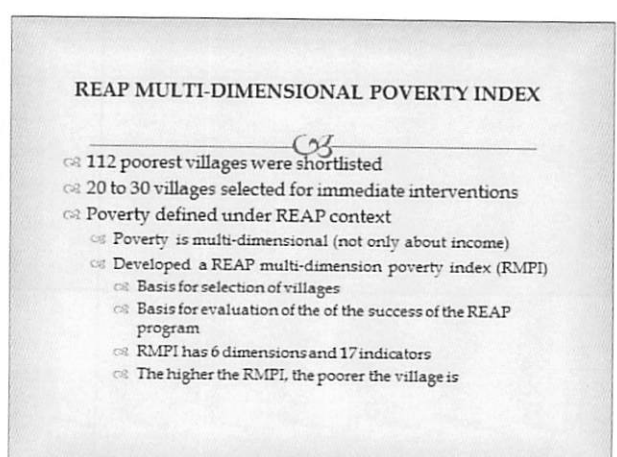 REAP MULTI-DIMENSIONAL POVERTY INDEX
112 poorest villages were shortlisted
20 to 30 villages selected for immediate interventions
Poverty defined under REAP context
Poverty is multi-dimensional (not only about income)
Developed a REAP multi-dimension poverty index (RMPI)
Basis for selection of villages
Basis for evaluation of the of the success of the REAP
program
RMPI has 6 dimensions and 17 indicators
The higher the RMPI, the poorer the village is